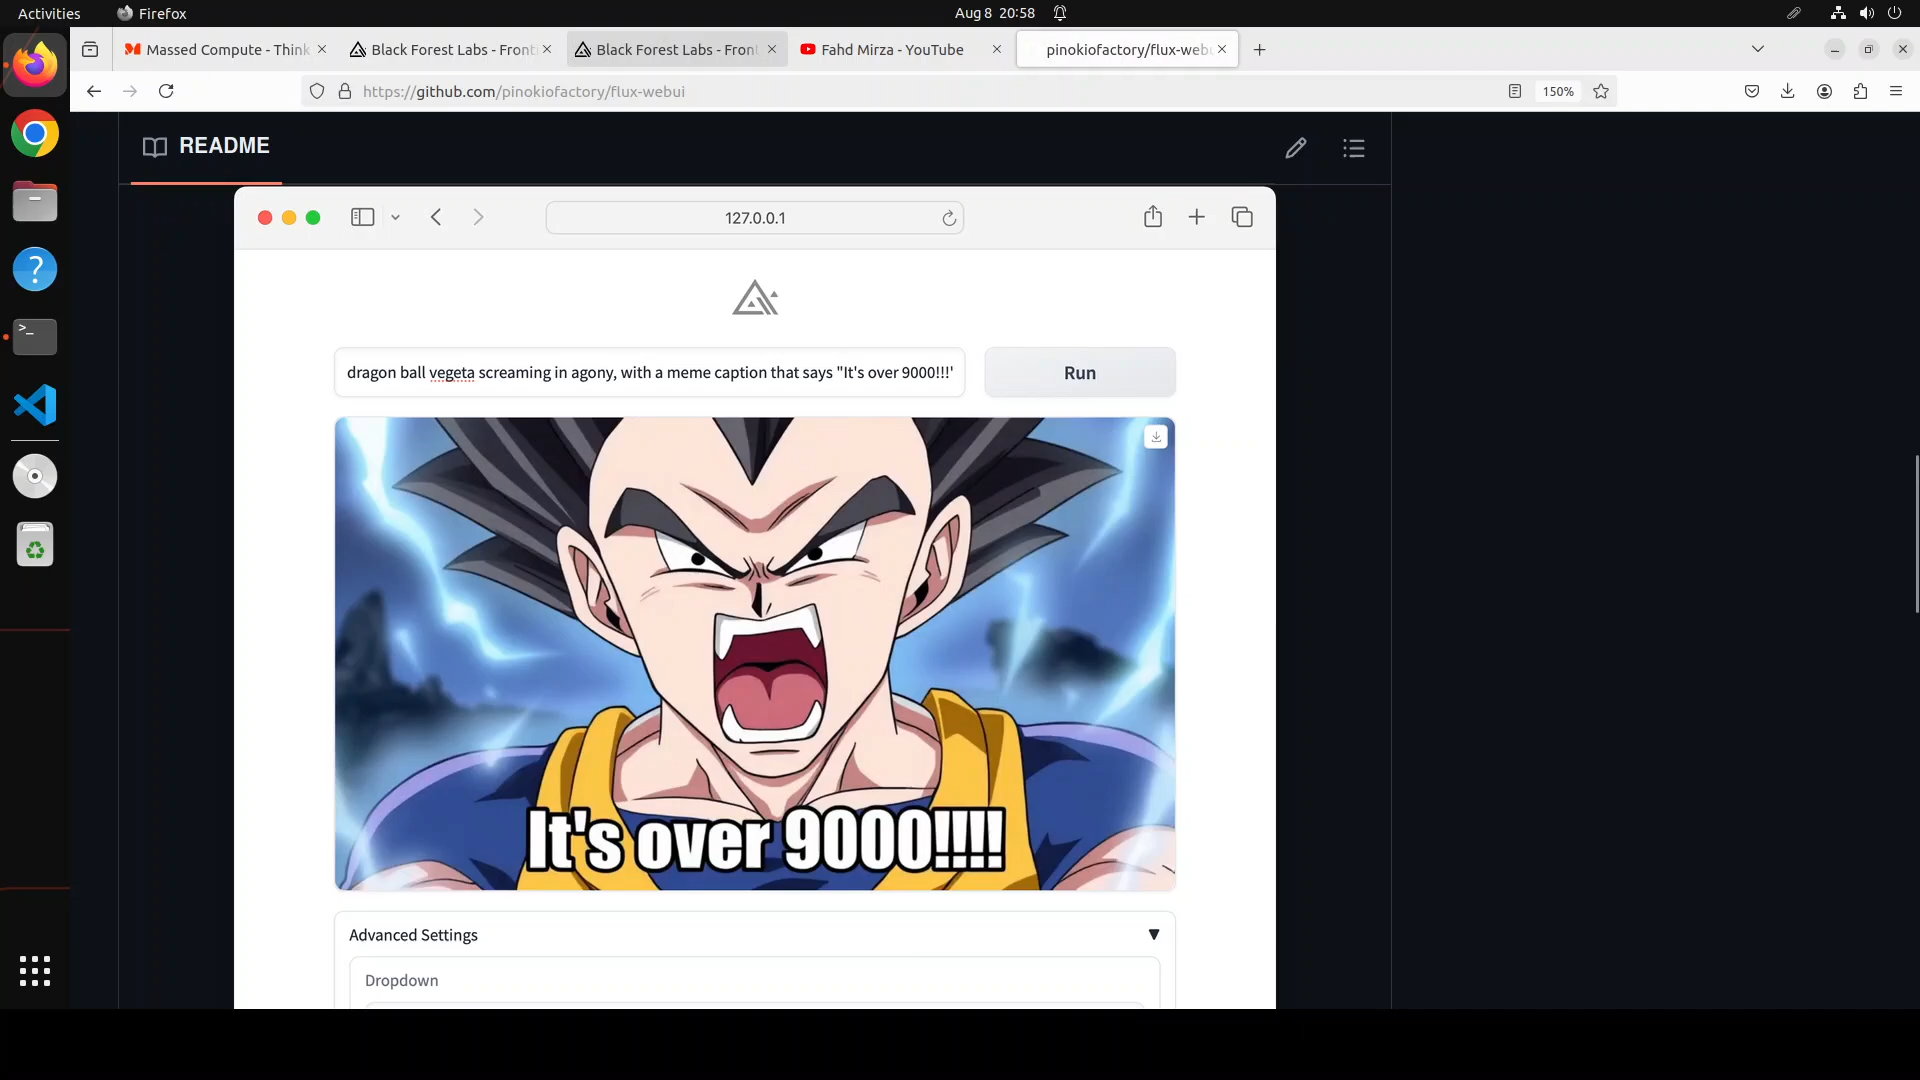 Activities
Firefox
Aug 8 20:58
Massed Compute - Think
Black Forest Labs - Fronti
Black Forest Labs - Front
Fahd Mirza - YouTube
pinokiofactory/flux-webu
https://github.com/pinokiofactory/flux-webui
150%
README
127.0.0.1
dragon ball vegeta screaming in agony, with a meme caption that says "It's over 9000!!!'
Run
It's over 9000!!!!
Advanced Settings
Dropdown